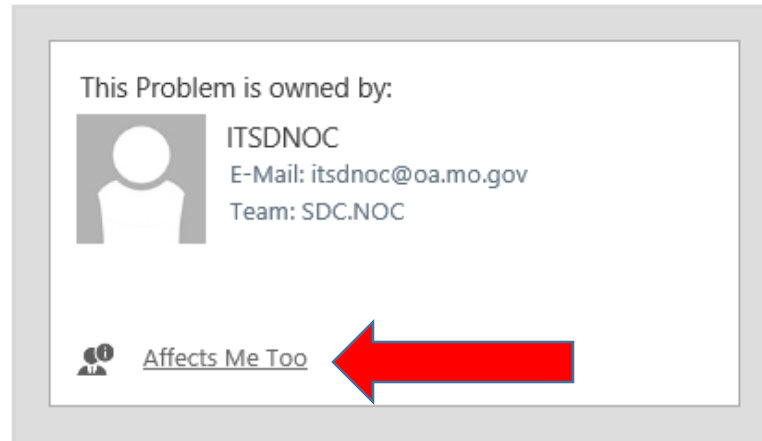 This Problem is owned by:
ITSDNOC
E-Mail: itsdnoc@oa.mo.gov
Team: SDC.NOC
Affects Me Too